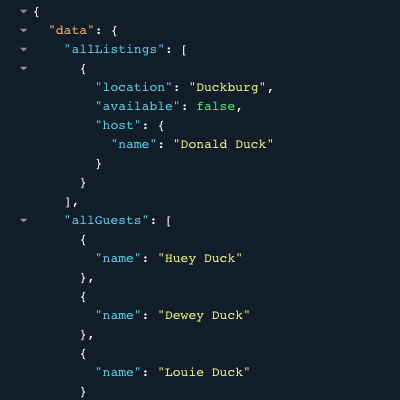 {
"data": {
"allListings": [
{
"location": "Duckburg",
"available": false,
"host": {
"name": "Donald Duck"
}
}
],
"allGuests": [
{
"name": "Huey Duck"
},
{
"name": "Dewey Duck"
},
{
"name": "Louie Duck"
}